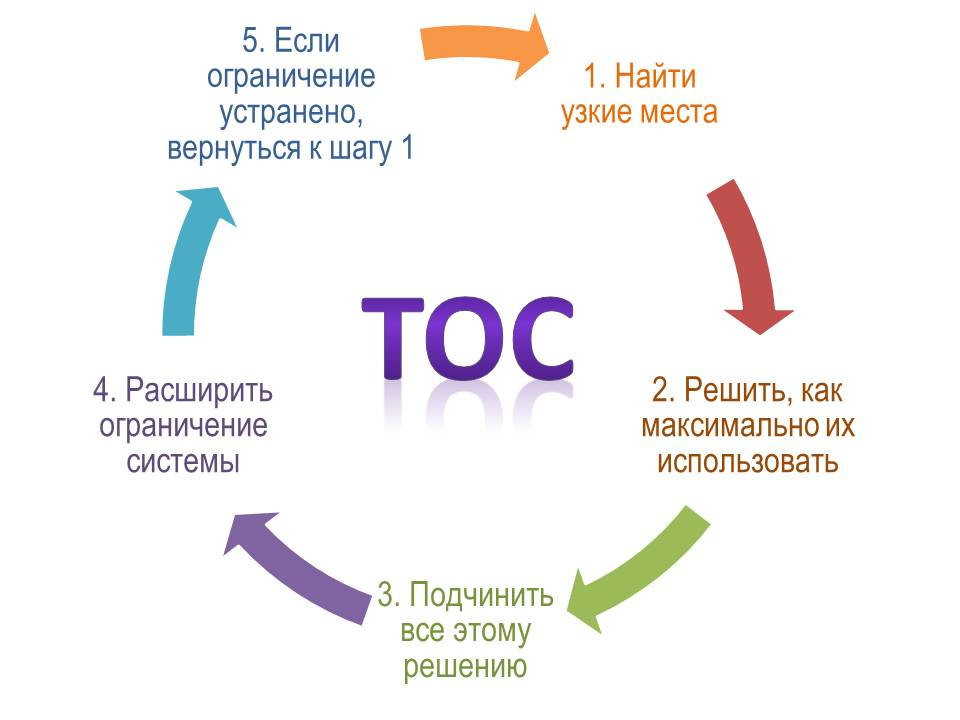 1. Найти
узкие места
2. Решить, как
максимально их
использовать
3. Подчинить
все этому
решению
4. Расширить
ограничение
системы
5. Если
ограничение
устранено,
вернуться к шагу 1
ТОС